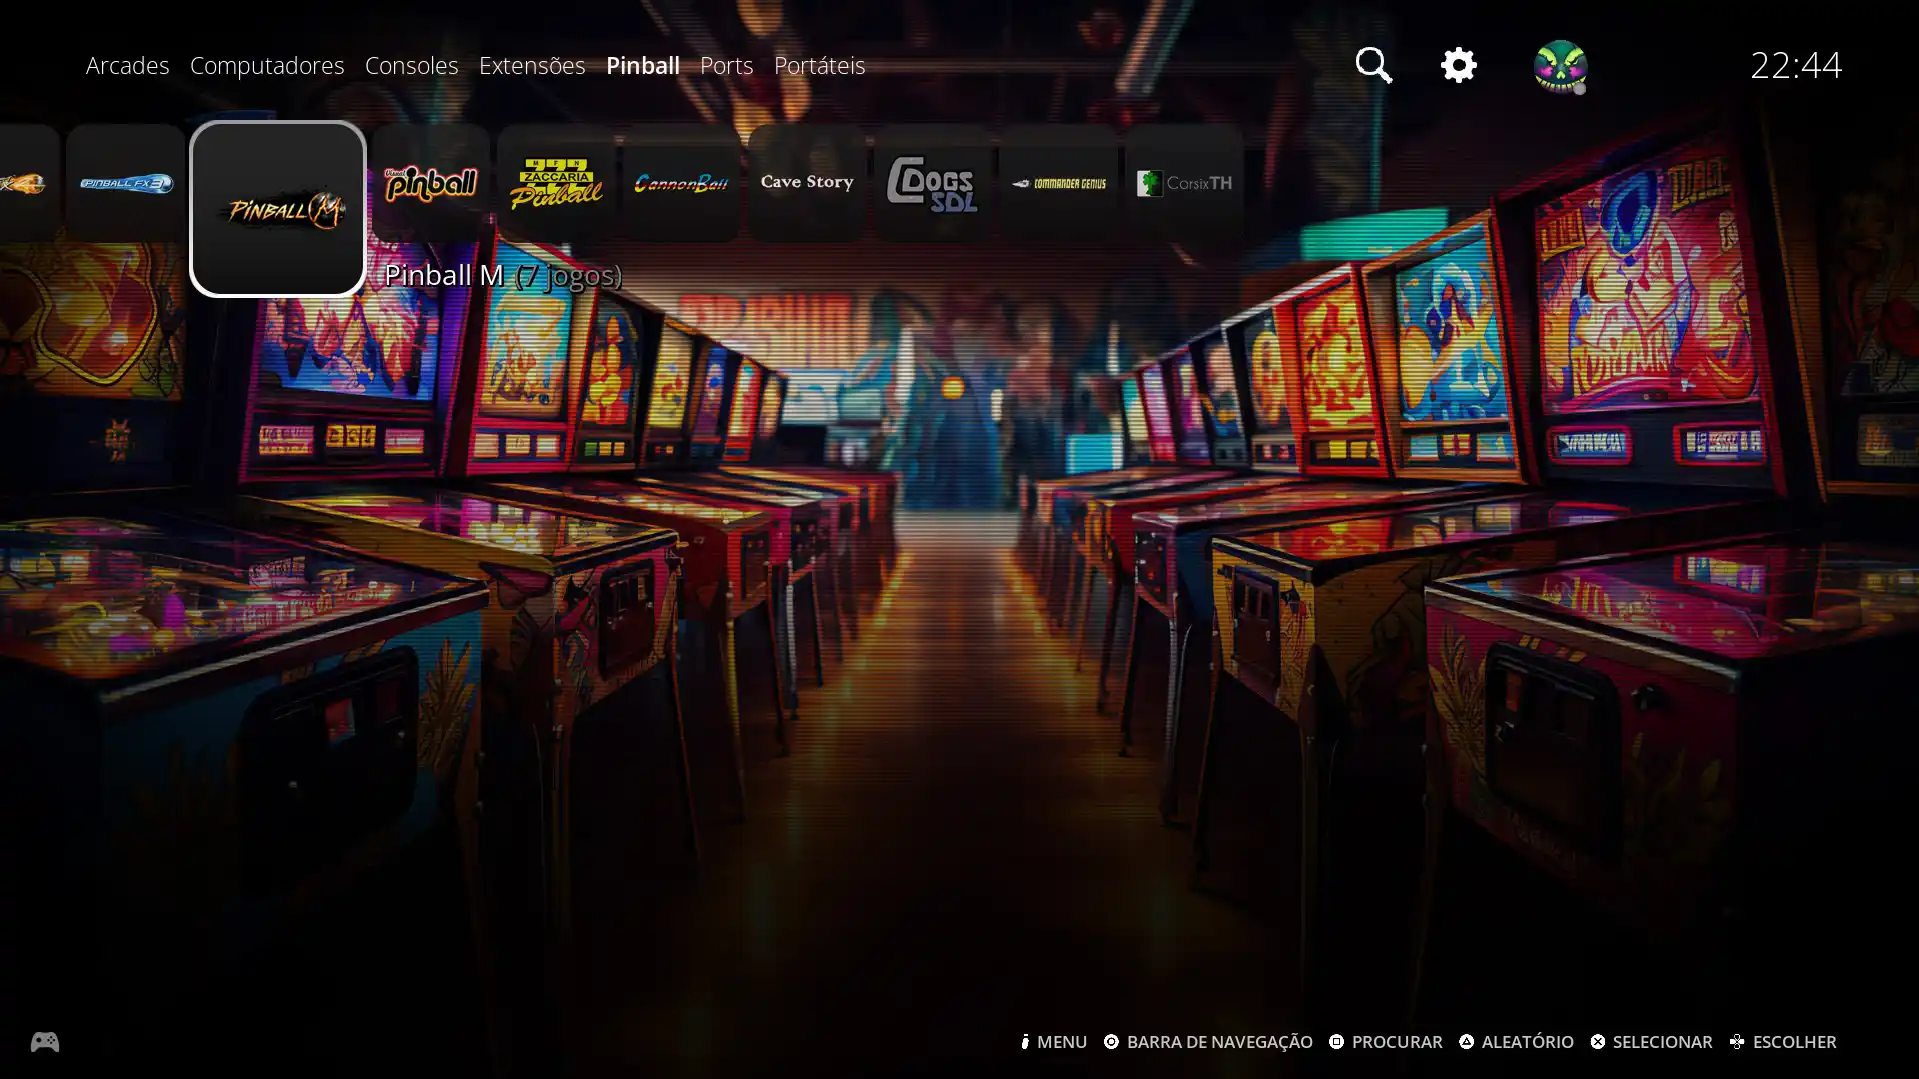 Arcades Computadores Consoles Extensões Pinball Ports Portáteis
22:44
PINBALL FX3
PINBALL M
Visual pinball
ZACCARIA Pinball
CannonBall
Cave Story
CDOGS SDL
COMMANDER GENIUS
CorsixTH
Pinball M (7 jogos)
MENU BARRA DE NAVEGAÇÃO PROCURAR ALEATÓRIO SELECIONAR ESCOLHER